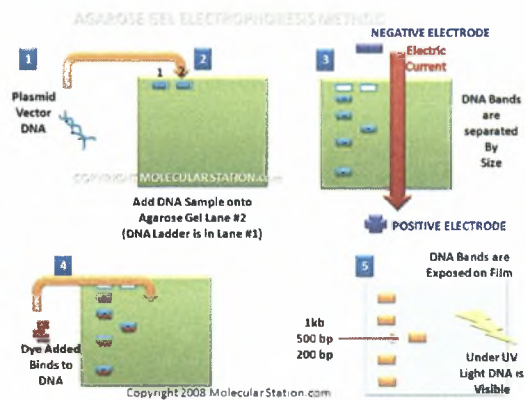 AGAROSE GEL ELECTROPHORESIS METHOD
1
2
1 2
Plasmid
Vector
DNA
COPYRIGHT MOLECULARSTATION.com
Add DNA Sample onto
Agarose Gel Lane #2
(DNA Ladder is in Lane #1)
NEGATIVE ELECTRODE
3
Electric
Current
DNA Bands
are
separated
By
Size
POSITIVE ELECTRODE
4
Dye Added
Binds to
DNA
5
DNA Bands are
Exposed on Film
1kb
500 bp
200 bp
Under UV
Light DNA is
Visible
Copyright 2008 MolecularStation.com